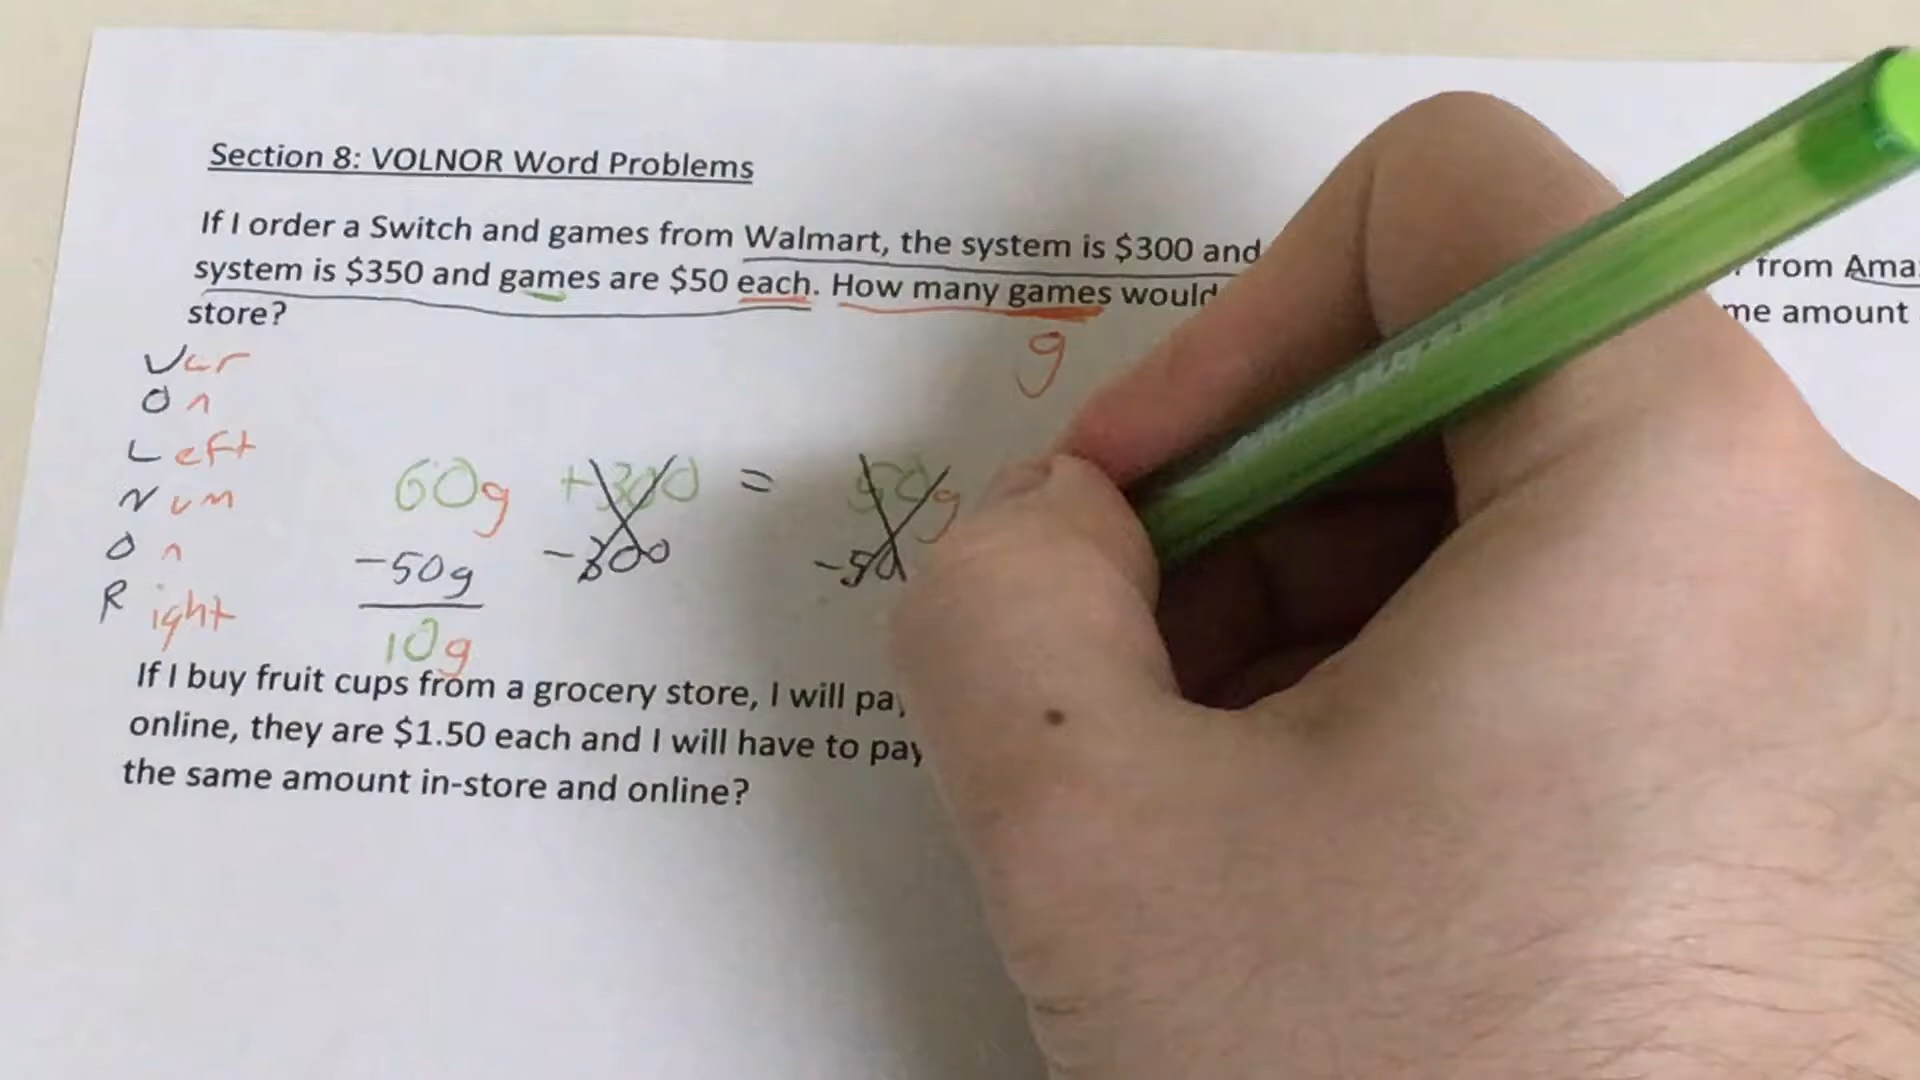 Section 8: VOLNOR Word Problems
If I order a Switch and games from Walmart, the system is $300 and from Ama
system is $350 and games are $50 each. How many games would me amount
store?
g
Var
On
Left
Num
On
Right
60g +300 = 50g
-50g -300 -50
10g
If I buy fruit cups from a grocery store, I will pay
online, they are $1.50 each and I will have to pay
the same amount in-store and online?